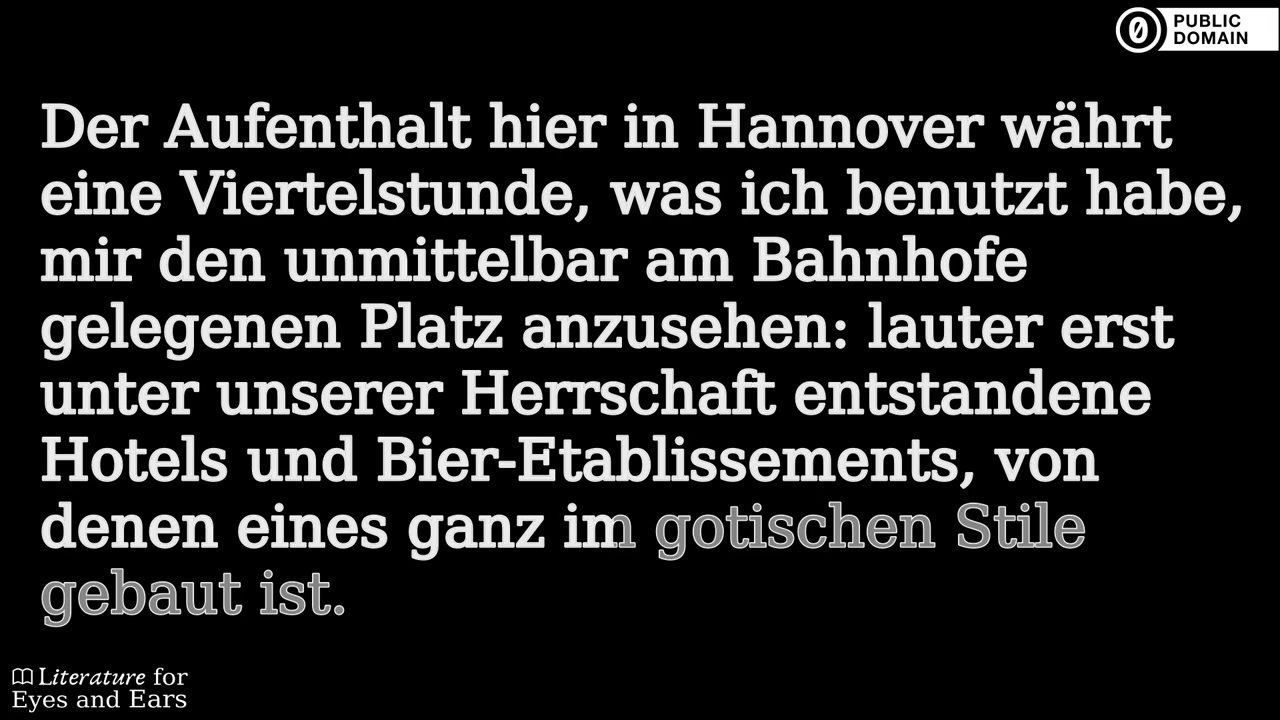 PUBLIC
DOMAIN
Der Aufenthalt hier in Hannover währt
eine Viertelstunde, was ich benutzt habe,
mir den unmittelbar am Bahnhofe
gelegenen Platz anzusehen: lauter erst
unter unserer Herrschaft entstandene
Hotels und Bier-Etablissements, von
denen eines ganz im gotischen Stile
gebaut ist.
Literature for
Eyes and Ears